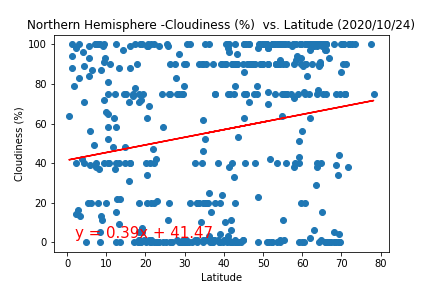 Northern Hemisphere -Cloudiness (%)  vs. Latitude (2020/10/24)
100
80
60
40
20
0
Cloudiness (%)
y = 0.39x + 41.47
0 10 20 30 40 50 60 70 80
Latitude